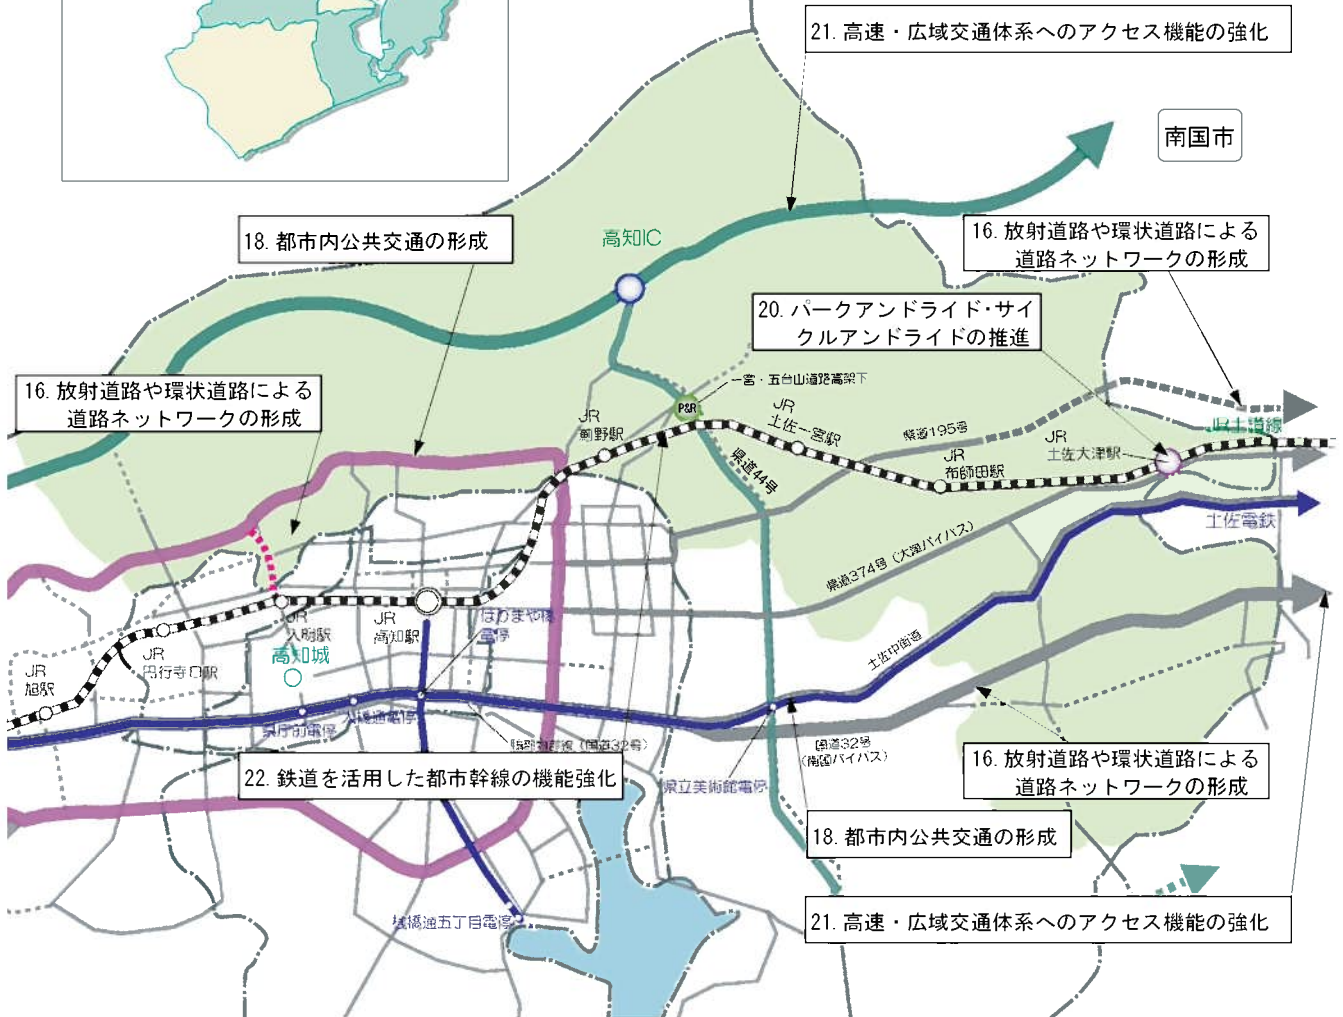 21. 高速・広域交通体系へのアクセス機能の強化
南国市
18. 都市内公共交通の形成
高知IC
16. 放射道路や環状道路による
道路ネットワークの形成
20. パークアンドライド・サイ
クルアンドライドの推進
16. 放射道路や環状道路による
道路ネットワークの形成
一宮・五台山道路高架下
P&R
JR
薊野駅
JR
土佐一宮駅
県道195号
JR
土佐大津駅
JR土讃線
県道44号
JR
布師田駅
土佐電鉄
県道374号（大津バイパス）
JR
入明駅
JR
高知駅
はりまや橋
電停
高知城
JR
円行寺口駅
JR
旭駅
土佐中街道
県庁前電停
大橋通電停
（国道32号）
国道32号
（南国バイパス）
16. 放射道路や環状道路による
道路ネットワークの形成
22. 鉄道を活用した都市幹線の機能強化
県立美術館電停
18. 都市内公共交通の形成
桟橋通五丁目電停
21. 高速・広域交通体系へのアクセス機能の強化